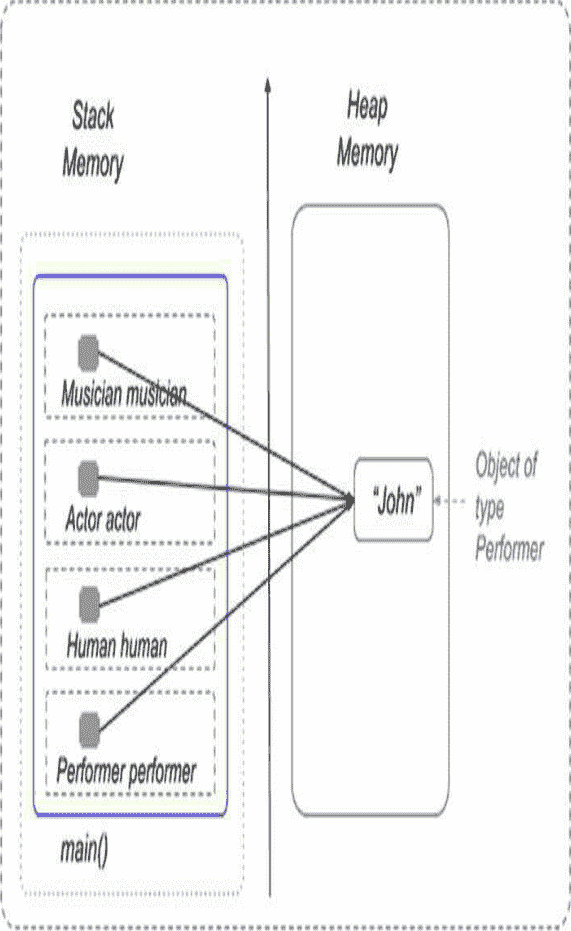 Stack
Memory
Heap
Memory
Musician musician
Actor actor
Human human
Performer performer
main()
“John”
Object of
type
Performer